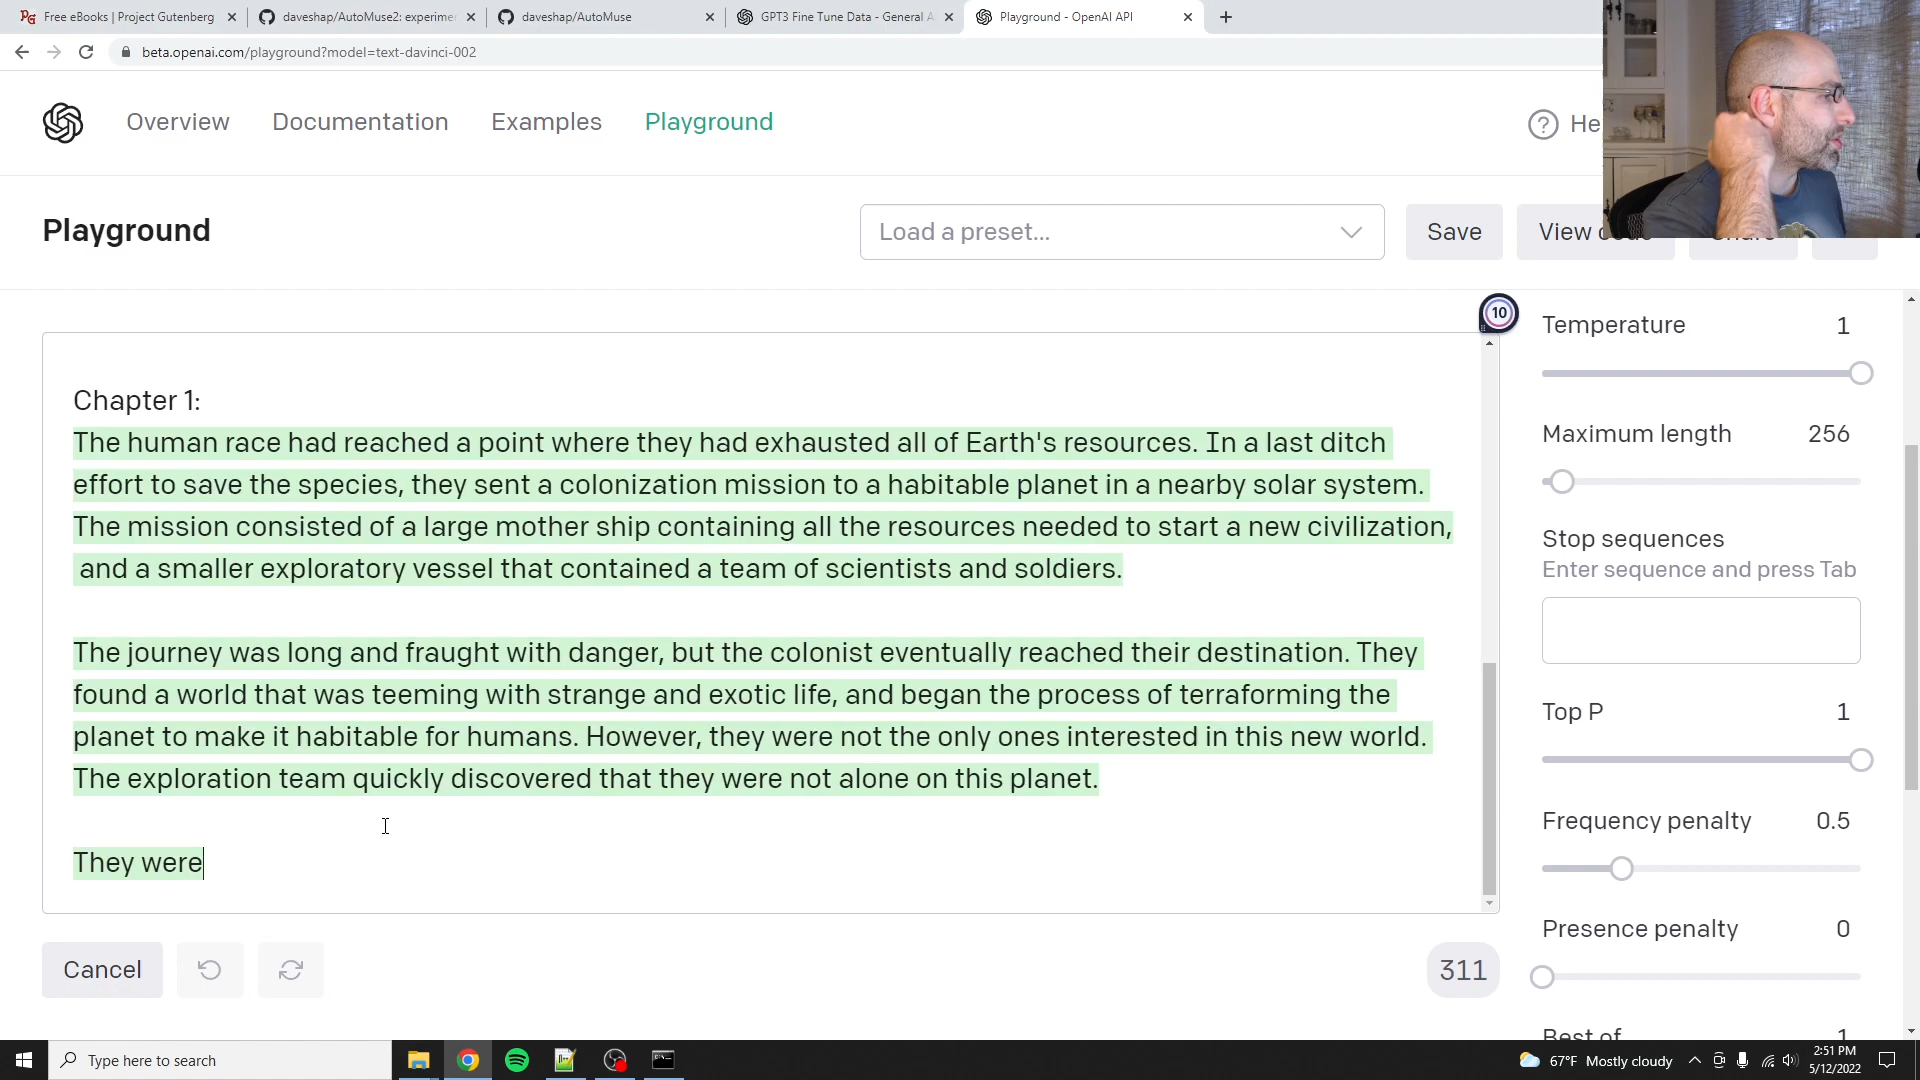 Free eBooks | Project Gutenberg
daveshap/AutoMuse2: experimen
daveshap/AutoMuse
GPT3 Fine Tune Data - General A
Playground - OpenAI API
beta.openai.com/playground?model=text-davinci-002
Overview
Documentation
Examples
Playground
He
Playground
Load a preset...
Save
View
10
Temperature 1
Maximum length 256
Stop sequences
Enter sequence and press Tab
Top P 1
Frequency penalty 0.5
Presence penalty 0
Best of 1
Chapter 1:
The human race had reached a point where they had exhausted all of Earth's resources. In a last ditch
effort to save the species, they sent a colonization mission to a habitable planet in a nearby solar system.
The mission consisted of a large mother ship containing all the resources needed to start a new civilization,
and a smaller exploratory vessel that contained a team of scientists and soldiers.
The journey was long and fraught with danger, but the colonist eventually reached their destination. They
found a world that was teeming with strange and exotic life, and began the process of terraforming the
planet to make it habitable for humans. However, they were not the only ones interested in this new world.
The exploration team quickly discovered that they were not alone on this planet.
They were
Cancel
311
Type here to search
67°F Mostly cloudy
2:51 PM
5/12/2022